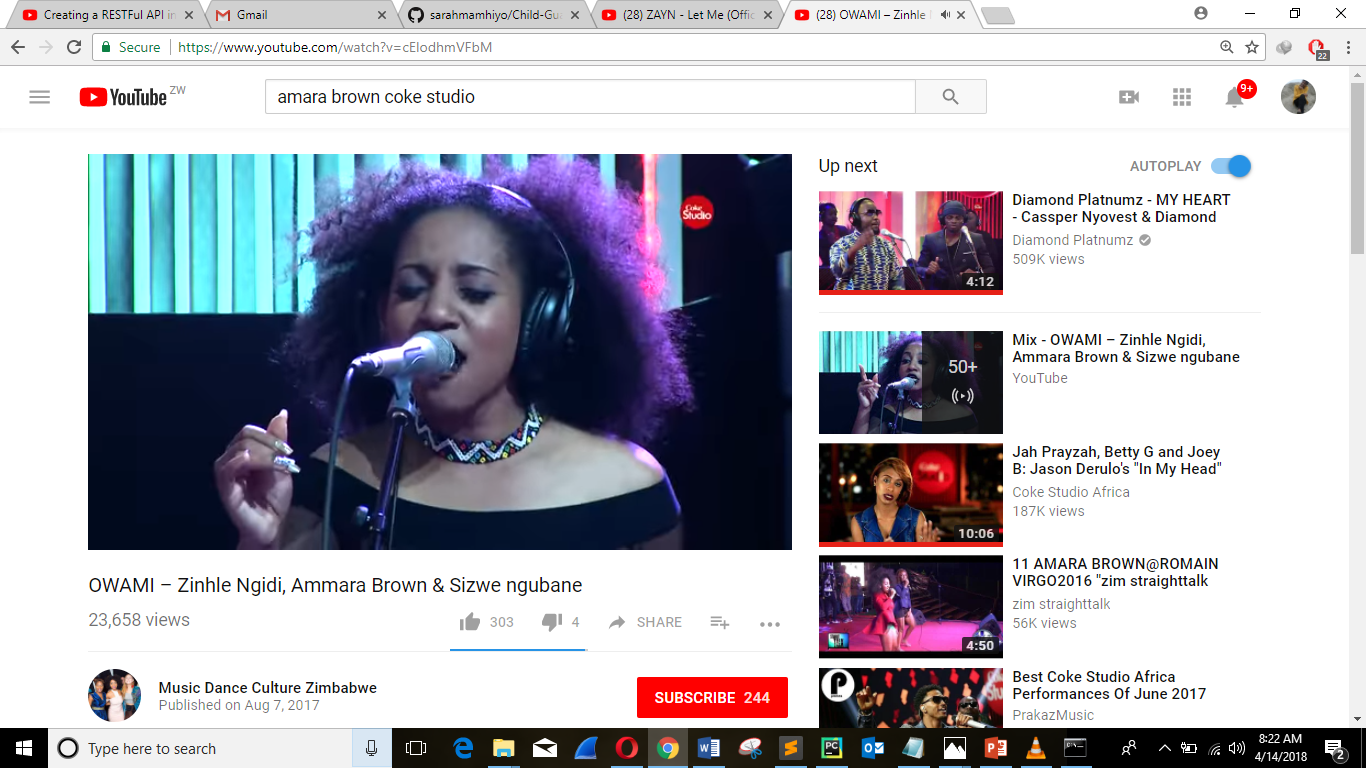 Creating a RESTFul API in
Gmail
sarahmamhiyo/Child-Gua
(28) ZAYN - Let Me (Offic
(28) OWAMI – Zinhle
Secure
https://www.youtube.com/watch?v=cEIodhmVFbM
22
YouTube ZW
amara brown coke studio
9+
Coke Studio
Up next
AUTOPLAY
Diamond Platnumz - MY HEART
- Cassper Nyovest & Diamond
Diamond Platnumz
509K views
4:12
Mix - OWAMI – Zinhle Ngidi,
Ammara Brown & Sizwe ngubane
YouTube
50+
Jah Prayzah, Betty G and Joey
B: Jason Derulo's "In My Head"
Coke Studio Africa
187K views
10:06
11 AMARA BROWN@ROMAIN
VIRGO2016 "zim straighttalk
zim straighttalk
56K views
4:50
Best Coke Studio Africa
Performances Of June 2017
PrakazMusic
OWAMI – Zinhle Ngidi, Ammara Brown & Sizwe ngubane
23,658 views
303
4
SHARE
Music Dance Culture Zimbabwe
Published on Aug 7, 2017
SUBSCRIBE 244
Type here to search
8:22 AM
4/14/2018
2